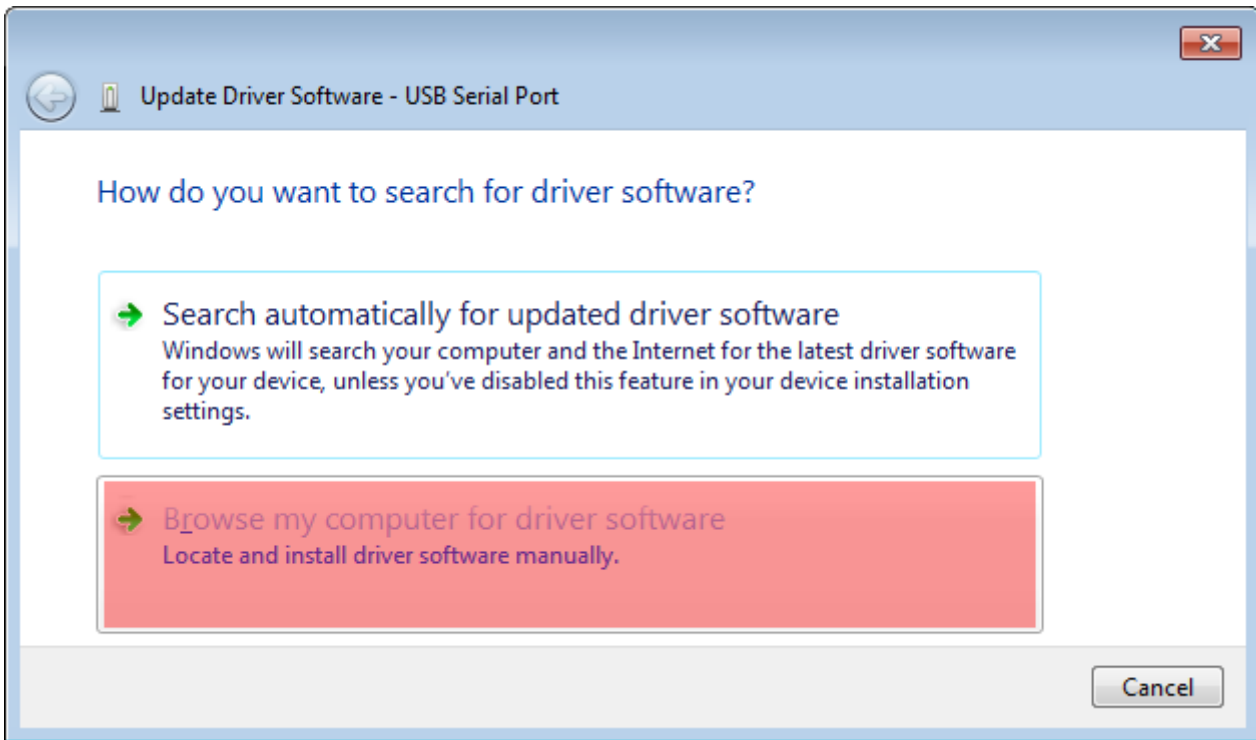 Update Driver Software - USB Serial Port
How do you want to search for driver software?
Search automatically for updated driver software
Windows will search your computer and the Internet for the latest driver software
for your device, unless you've disabled this feature in your device installation
settings.
Browse my computer for driver software
Locate and install driver software manually.
Cancel